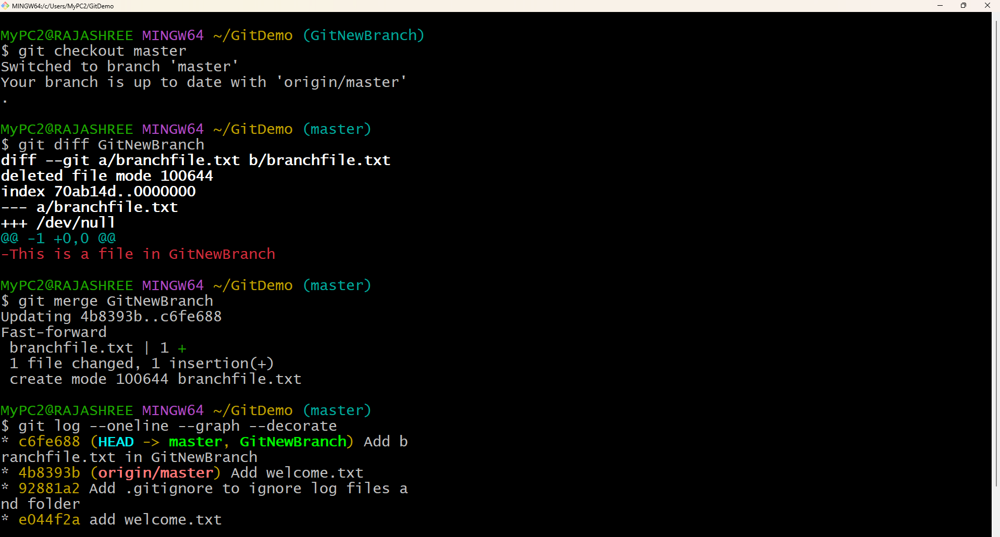 MINGW64:/c/Users/MyPC2/GitDemo
MyPC2@RAJASHREE MINGW64 ~/GitDemo (GitNewBranch)
$ git checkout master
Switched to branch 'master'
Your branch is up to date with 'origin/master'
.
MyPC2@RAJASHREE MINGW64 ~/GitDemo (master)
$ git diff GitNewBranch
diff --git a/branchfile.txt b/branchfile.txt
deleted file mode 100644
index 70ab14d..0000000
--- a/branchfile.txt
+++ /dev/null
@@ -1 +0,0 @@
-This is a file in GitNewBranch
MyPC2@RAJASHREE MINGW64 ~/GitDemo (master)
$ git merge GitNewBranch
Updating 4b8393b..c6fe688
Fast-forward
 branchfile.txt | 1 +
 1 file changed, 1 insertion(+)
 create mode 100644 branchfile.txt
MyPC2@RAJASHREE MINGW64 ~/GitDemo (master)
$ git log --oneline --graph --decorate
* c6fe688 (HEAD -> master, GitNewBranch) Add b
ranchfile.txt in GitNewBranch
* 4b8393b (origin/master) Add welcome.txt
* 92881a2 Add .gitignore to ignore log files a
nd folder
* e044f2a add welcome.txt